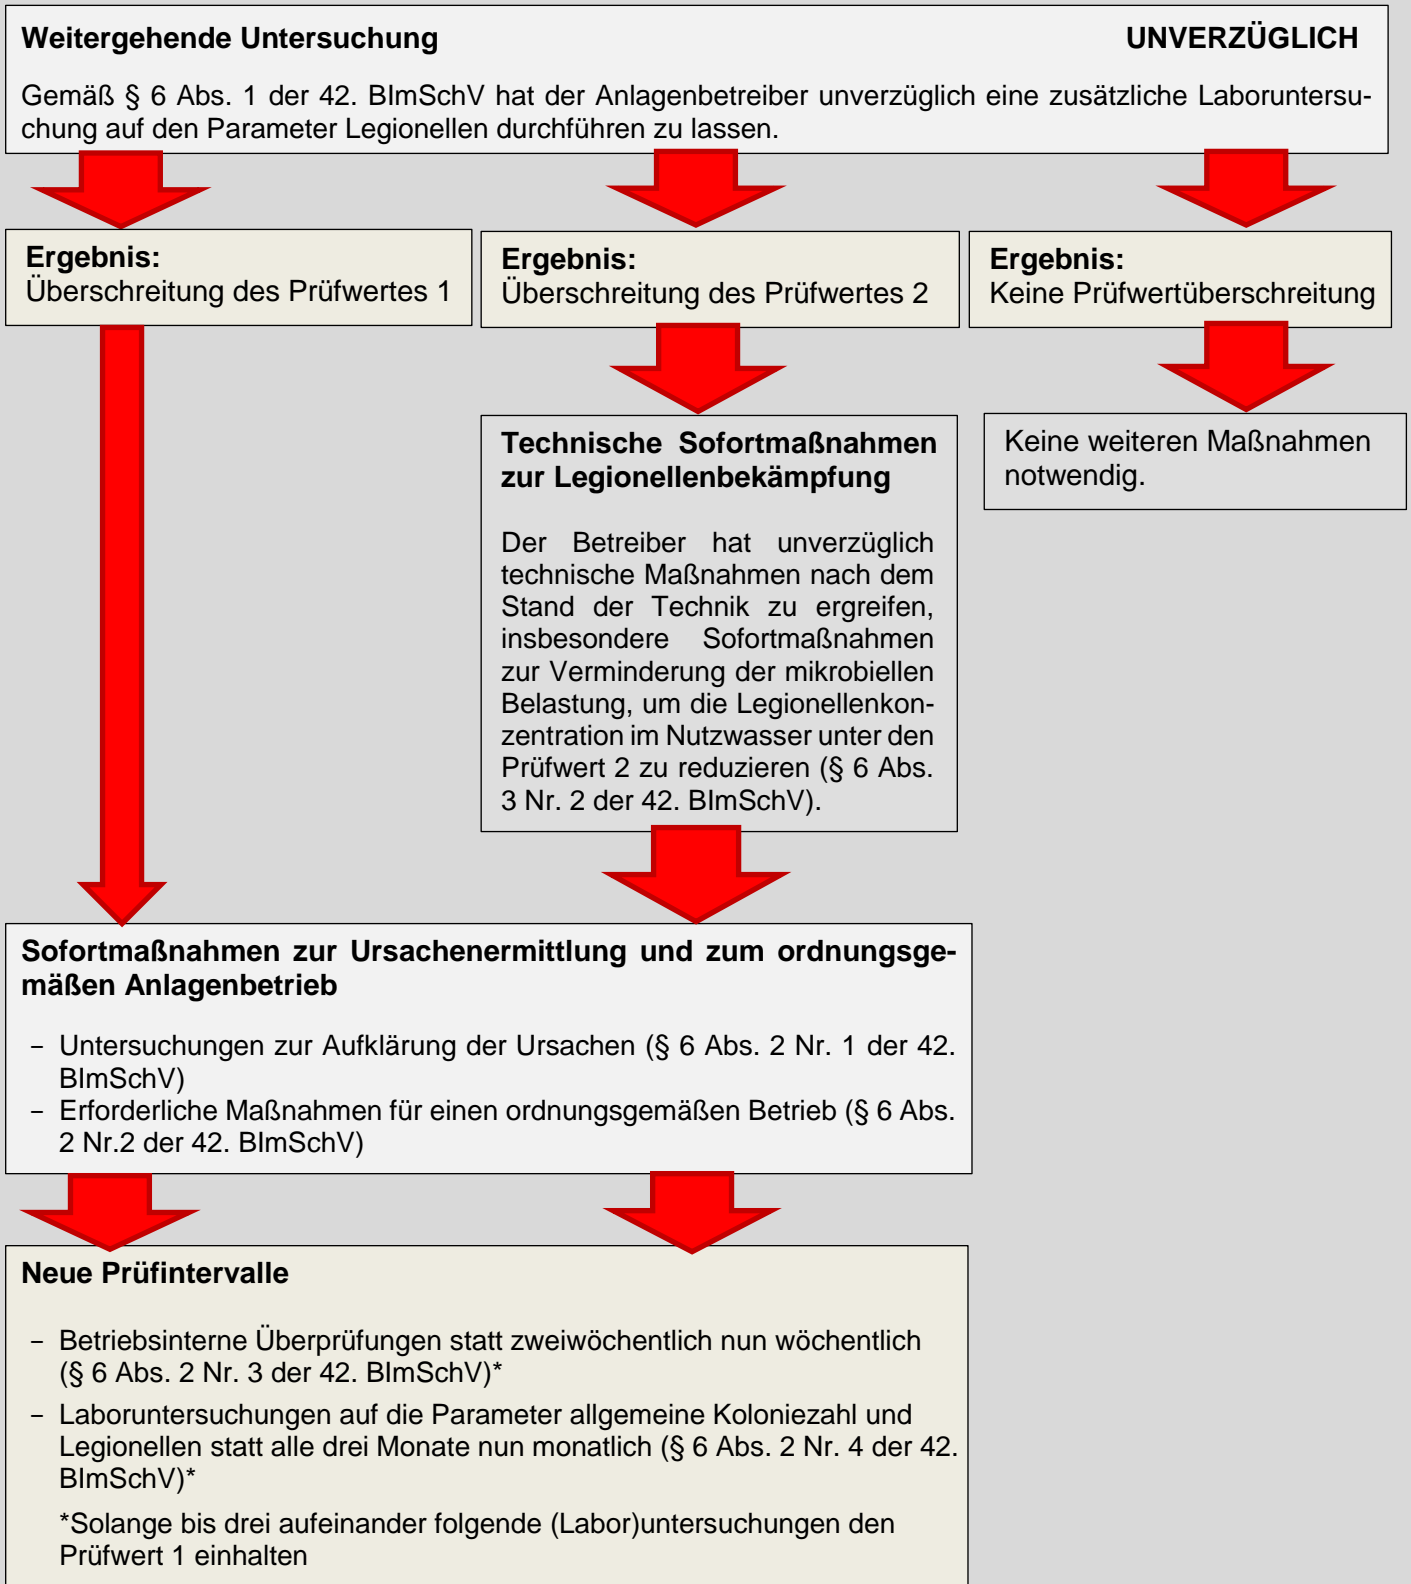 Weitergehende Untersuchung UNVERZÜGLICH
Gemäß § 6 Abs. 1 der 42. BImSchV hat der Anlagenbetreiber unverzüglich eine zusätzliche Laboruntersu-
chung auf den Parameter Legionellen durchführen zu lassen.
Ergebnis:
Überschreitung des Prüfwertes 1
Ergebnis:
Überschreitung des Prüfwertes 2
Ergebnis:
Keine Prüfwertüberschreitung
Technische Sofortmaßnahmen
zur Legionellenbekämpfung
Der Betreiber hat unverzüglich
technische Maßnahmen nach dem
Stand der Technik zu ergreifen,
insbesondere Sofortmaßnahmen
zur Verminderung der mikrobiellen
Belastung, um die Legionellenkon-
zentration im Nutzwasser unter den
Prüfwert 2 zu reduzieren (§ 6 Abs.
3 Nr. 2 der 42. BImSchV).
Keine weiteren Maßnahmen
notwendig.
Sofortmaßnahmen zur Ursachenermittlung und zum ordnungsge-
mäßen Anlagenbetrieb
- Untersuchungen zur Aufklärung der Ursachen (§ 6 Abs. 2 Nr. 1 der 42.
BImSchV)
- Erforderliche Maßnahmen für einen ordnungsgemäßen Betrieb (§ 6 Abs.
2 Nr.2 der 42. BImSchV)
Neue Prüfintervalle
- Betriebsinterne Überprüfungen statt zweiwöchentlich nun wöchentlich
(§ 6 Abs. 2 Nr. 3 der 42. BImSchV)*
- Laboruntersuchungen auf die Parameter allgemeine Koloniezahl und
Legionellen statt alle drei Monate nun monatlich (§ 6 Abs. 2 Nr. 4 der 42.
BImSchV)*
*Solange bis drei aufeinander folgende (Labor)untersuchungen den
Prüfwert 1 einhalten